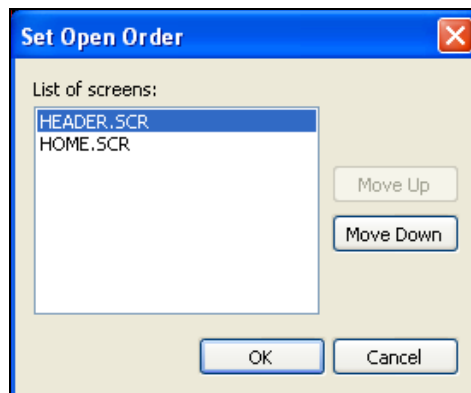 Set Open Order
List of screens:
HEADER.SCR
HOME.SCR
Move Up
Move Down
OK
Cancel